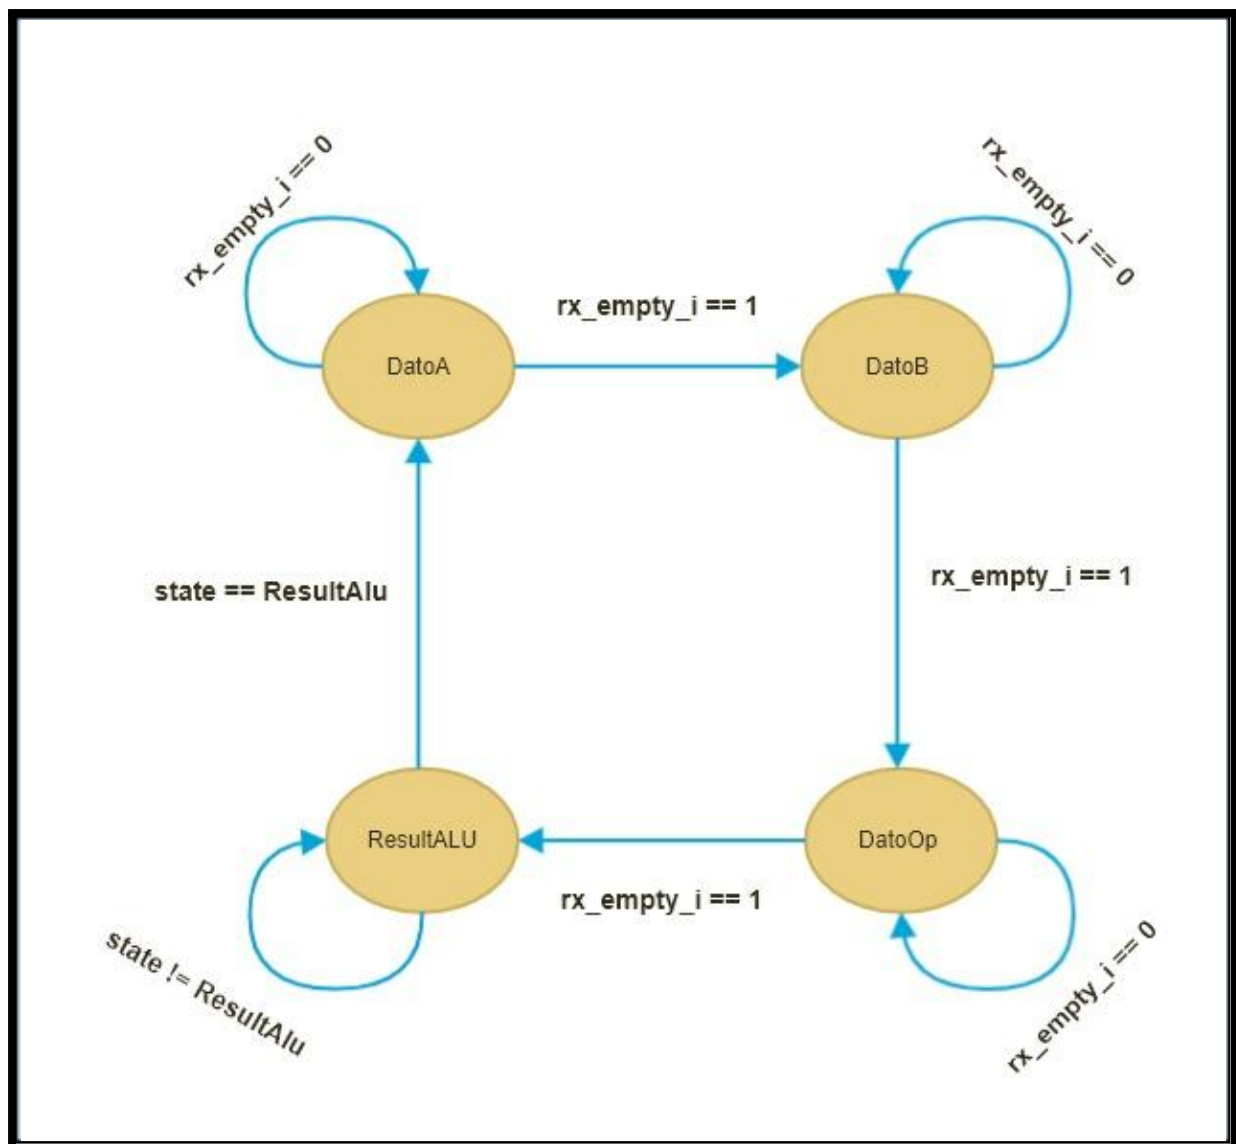 rx_empty_i == 0
rx_empty_i == 0
rx_empty_i == 1
DatoA
DatoB
state == ResultAlu
rx_empty_i == 1
ResultALU
DatoOp
rx_empty_i == 1
state != ResultAlu
rx_empty_i == 0